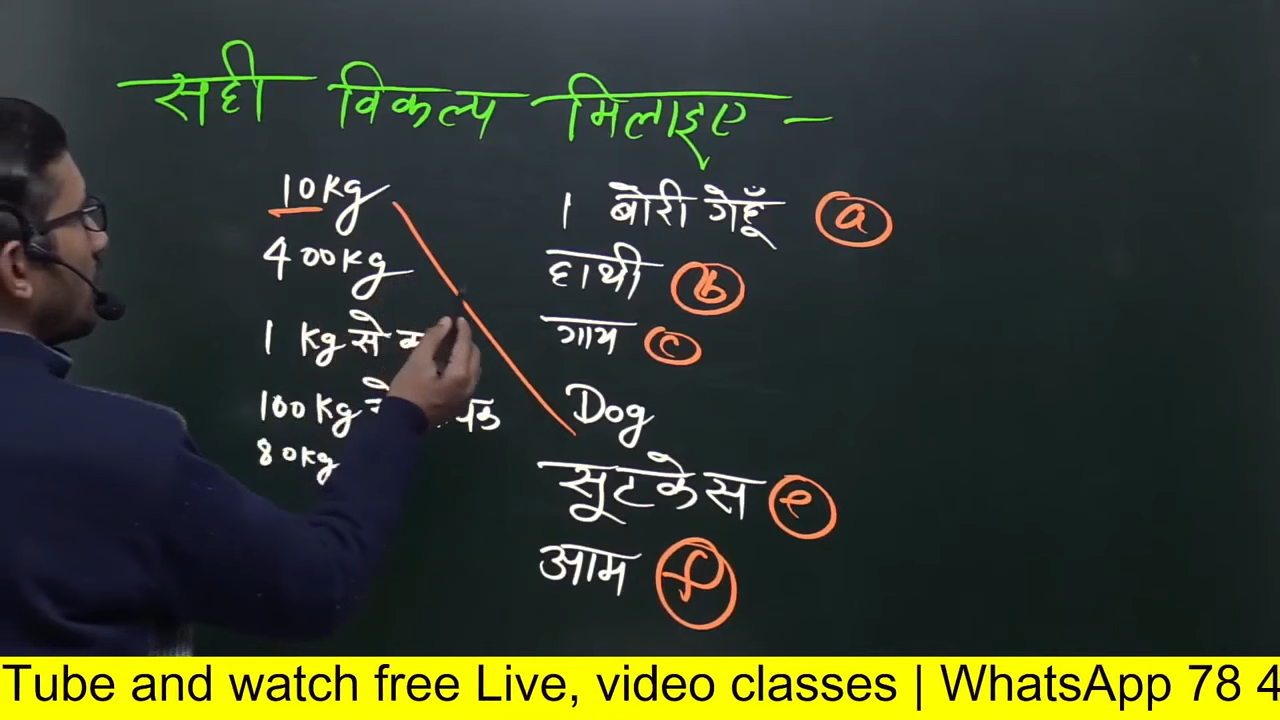 सही विकल्प मिलाइए -
10kg
1 बोरी गेहूँ a
400kg
हाथी b
1 kg से
गाय c
100kg
Dog
80kg
सूटकेस e
आम f
Tube and watch free Live, video classes | WhatsApp 78 4